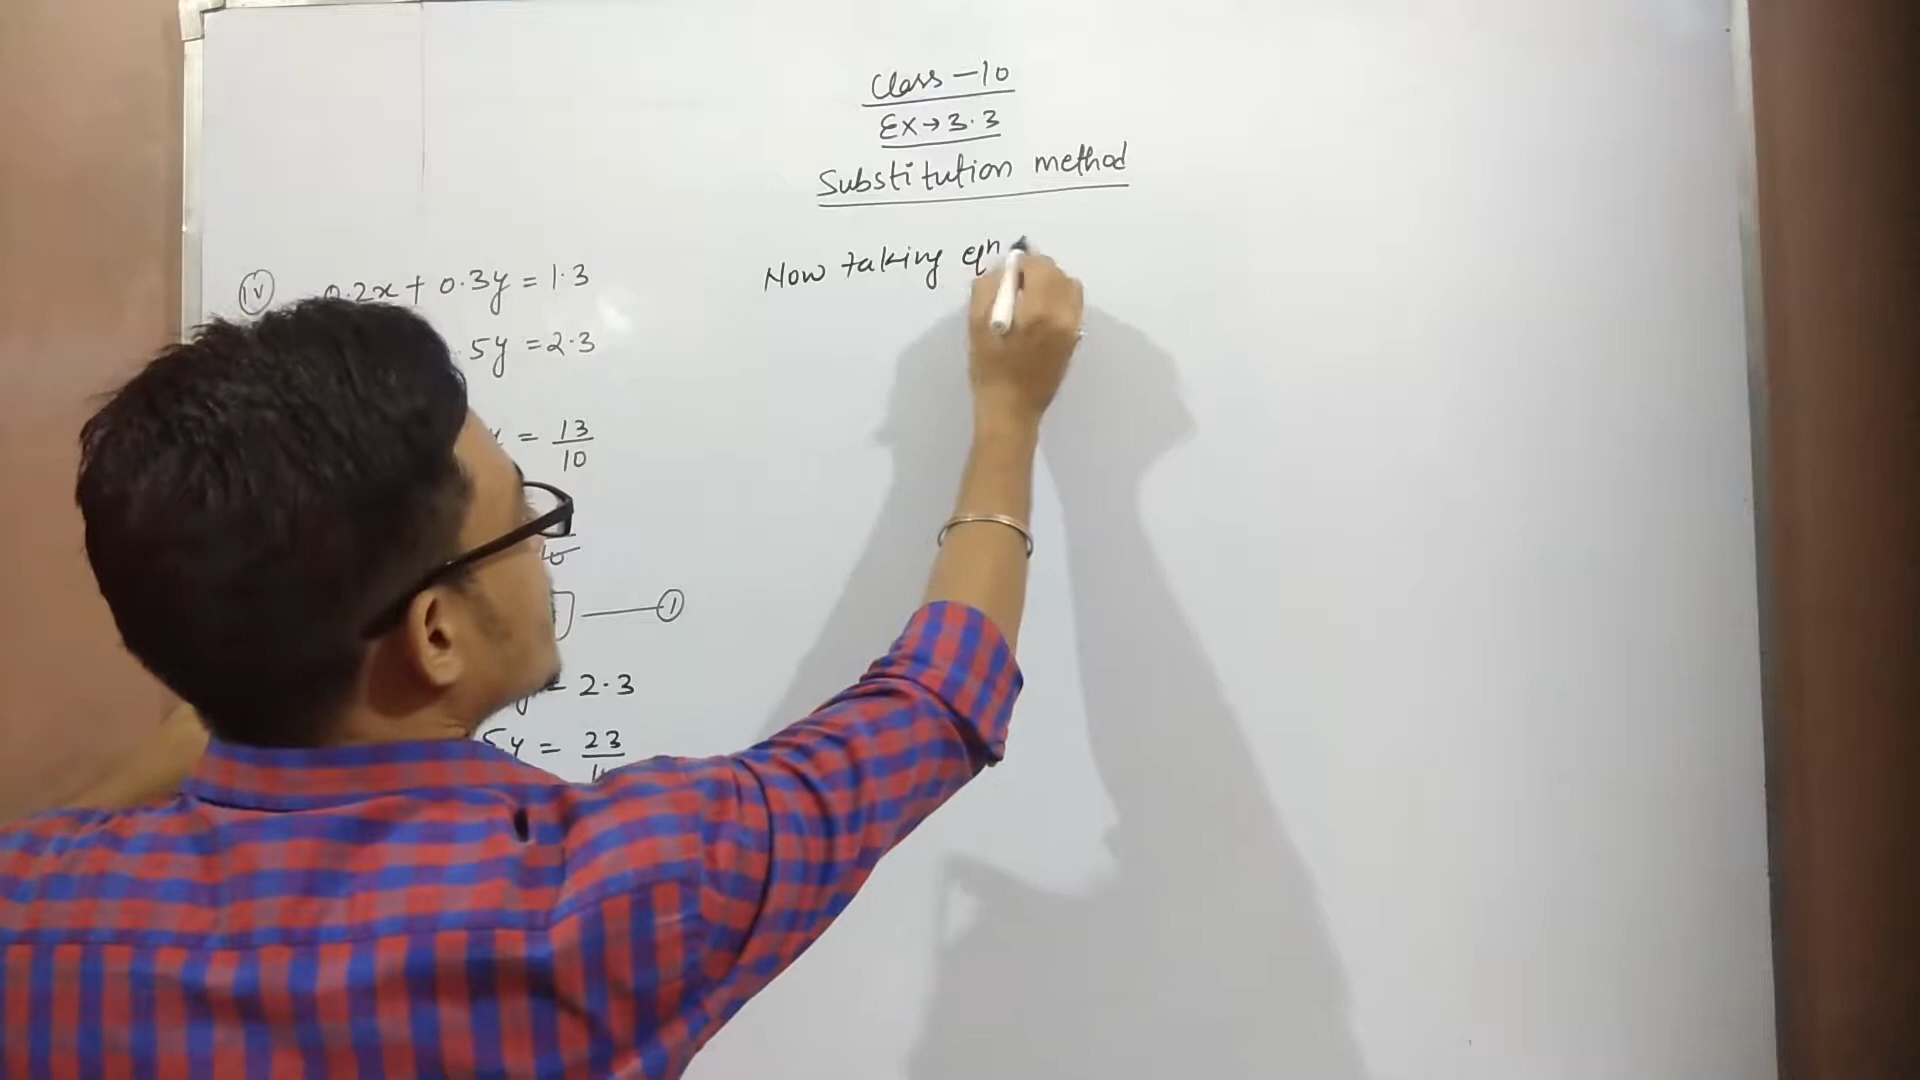 Class – 10
Ex → 3.3
Substitution method
(iv) 0.2x + 0.3y = 1.3
.5y = 2.3
= 13/10
10
①
= 2.3
5y = 23/
Now taking eqn